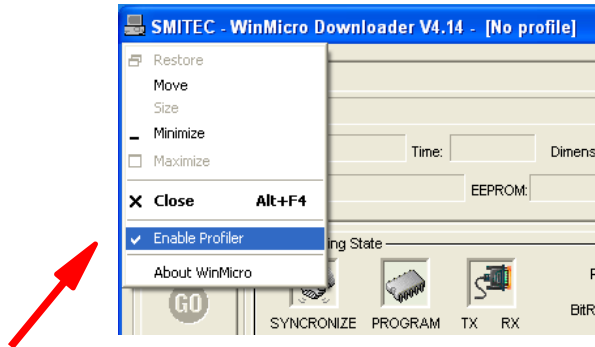 SMITEC - WinMicro Downloader V4.14 - [No profile]
Restore
Move
Size
Minimize
Maximize
Close Alt+F4
Enable Profiler
About WinMicro
Time: Dimens
EEPROM:
ing State
GO
SYNCRONIZE PROGRAM TX RX
BitR